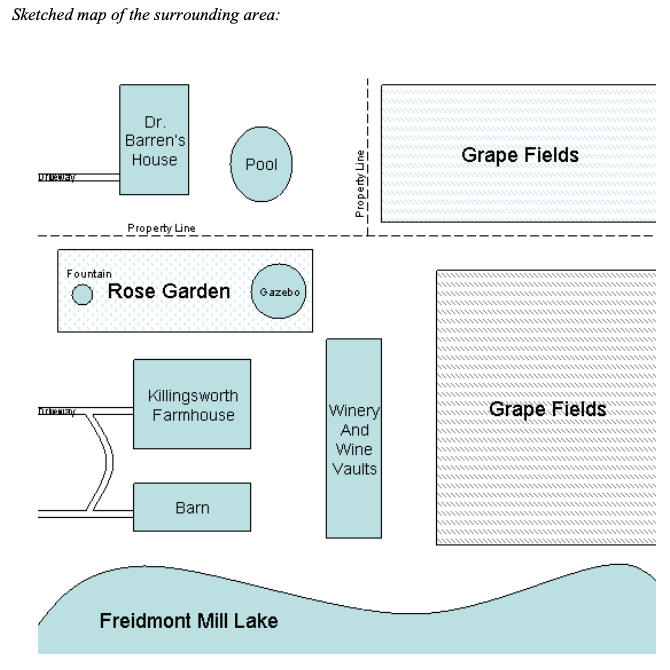 Sketched map of the surrounding area:
Dr.
Barren's
House
Pool
Property Line
Grape Fields
Driveway
Property Line
Fountain
Rose Garden
Gazebo
Killingsworth
Farmhouse
Driveway
Winery
And
Wine
Vaults
Grape Fields
Barn
Freidmont Mill Lake